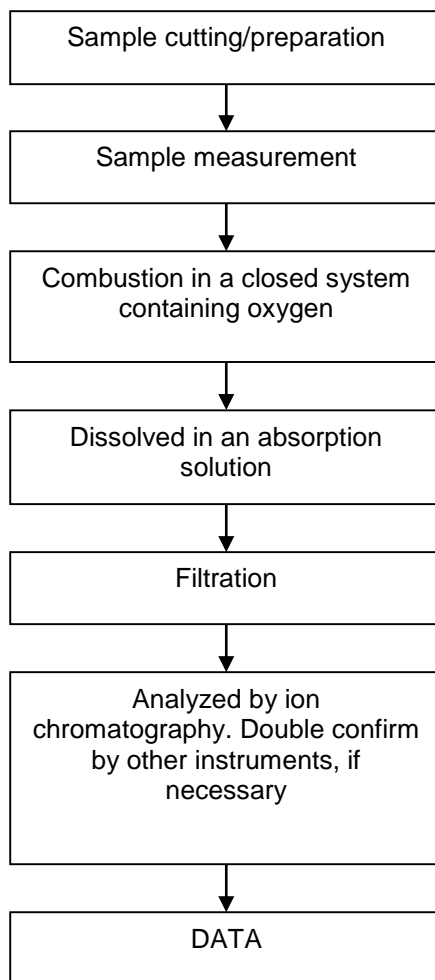 Sample cutting/preparation
Sample measurement
Combustion in a closed system
containing oxygen
Dissolved in an absorption
solution
Filtration
Analyzed by ion
chromatography. Double confirm
by other instruments, if
necessary
DATA